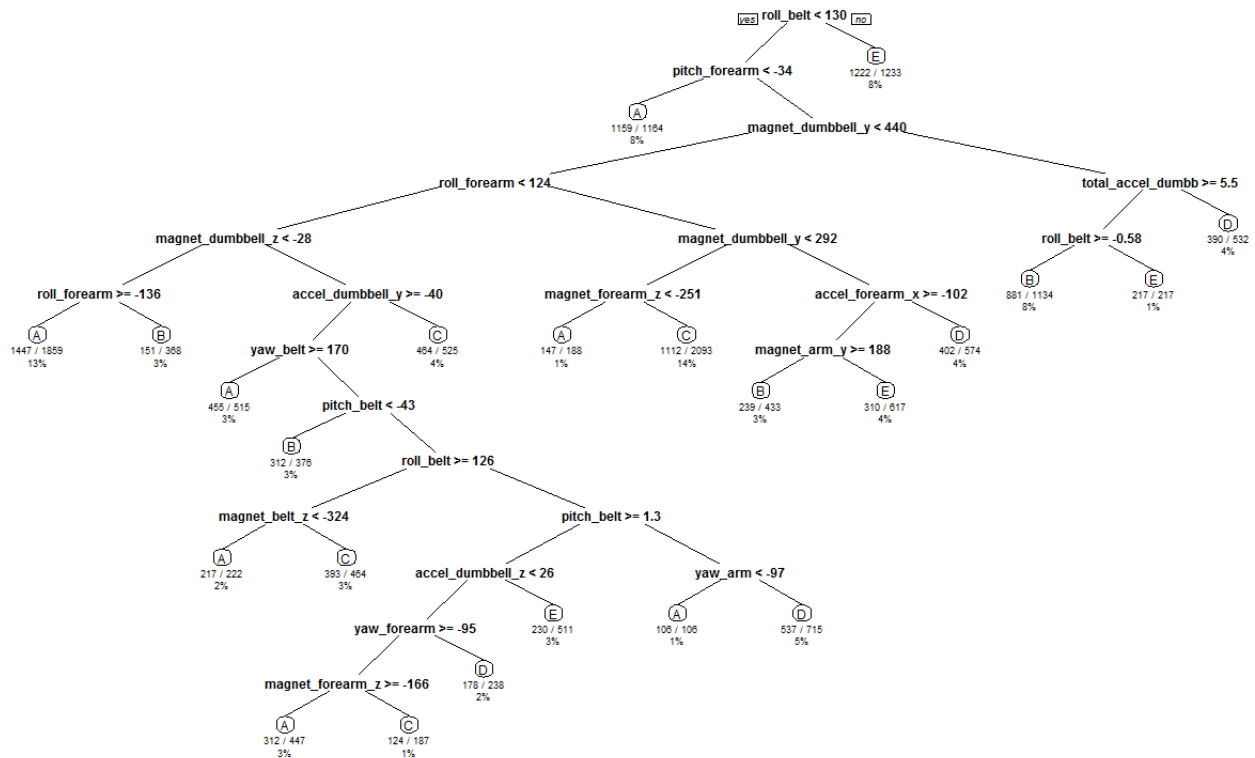 yes roll_belt < 130 no
pitch_forearm < -34
E
1222 / 1233
8%
A
1159 / 1164
8%
magnet_dumbbell_y < 440
roll_forearm < 124
total_accel_dumbb >= 5.5
magnet_dumbbell_z < -28
magnet_dumbbell_y < 292
roll_belt >= -0.58
D
390 / 532
4%
roll_forearm >= -136
accel_dumbbell_y >= -40
magnet_forearm_z < -251
accel_forearm_x >= -102
B
881 / 1134
8%
E
217 / 217
1%
A
1447 / 1859
13%
B
151 / 368
3%
yaw_belt >= 170
C
464 / 525
4%
A
147 / 188
1%
C
1112 / 2093
14%
magnet_arm_y >= 188
D
402 / 574
4%
A
455 / 515
3%
pitch_belt < -43
B
239 / 433
3%
E
310 / 617
4%
B
312 / 376
3%
roll_belt >= 126
magnet_belt_z < -324
pitch_belt >= 1.3
A
217 / 222
2%
C
393 / 464
3%
accel_dumbbell_z < 26
yaw_arm < -97
yaw_forearm >= -95
E
230 / 511
3%
A
106 / 106
1%
D
537 / 715
5%
magnet_forearm_z >= -166
D
178 / 238
2%
A
312 / 447
3%
C
124 / 187
1%